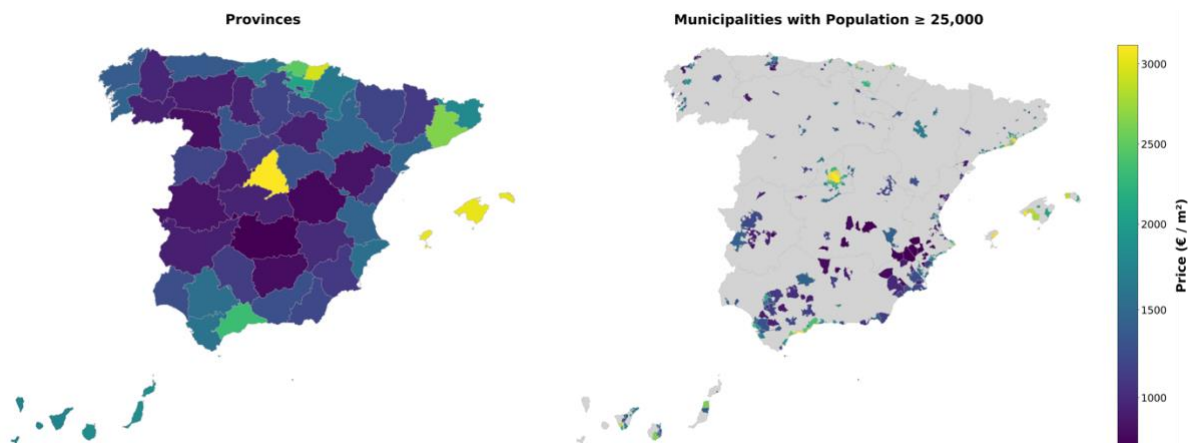 Provinces
Municipalities with Population ≥ 25,000
3000
2500
2000
1500
1000
Price (€ / m²)